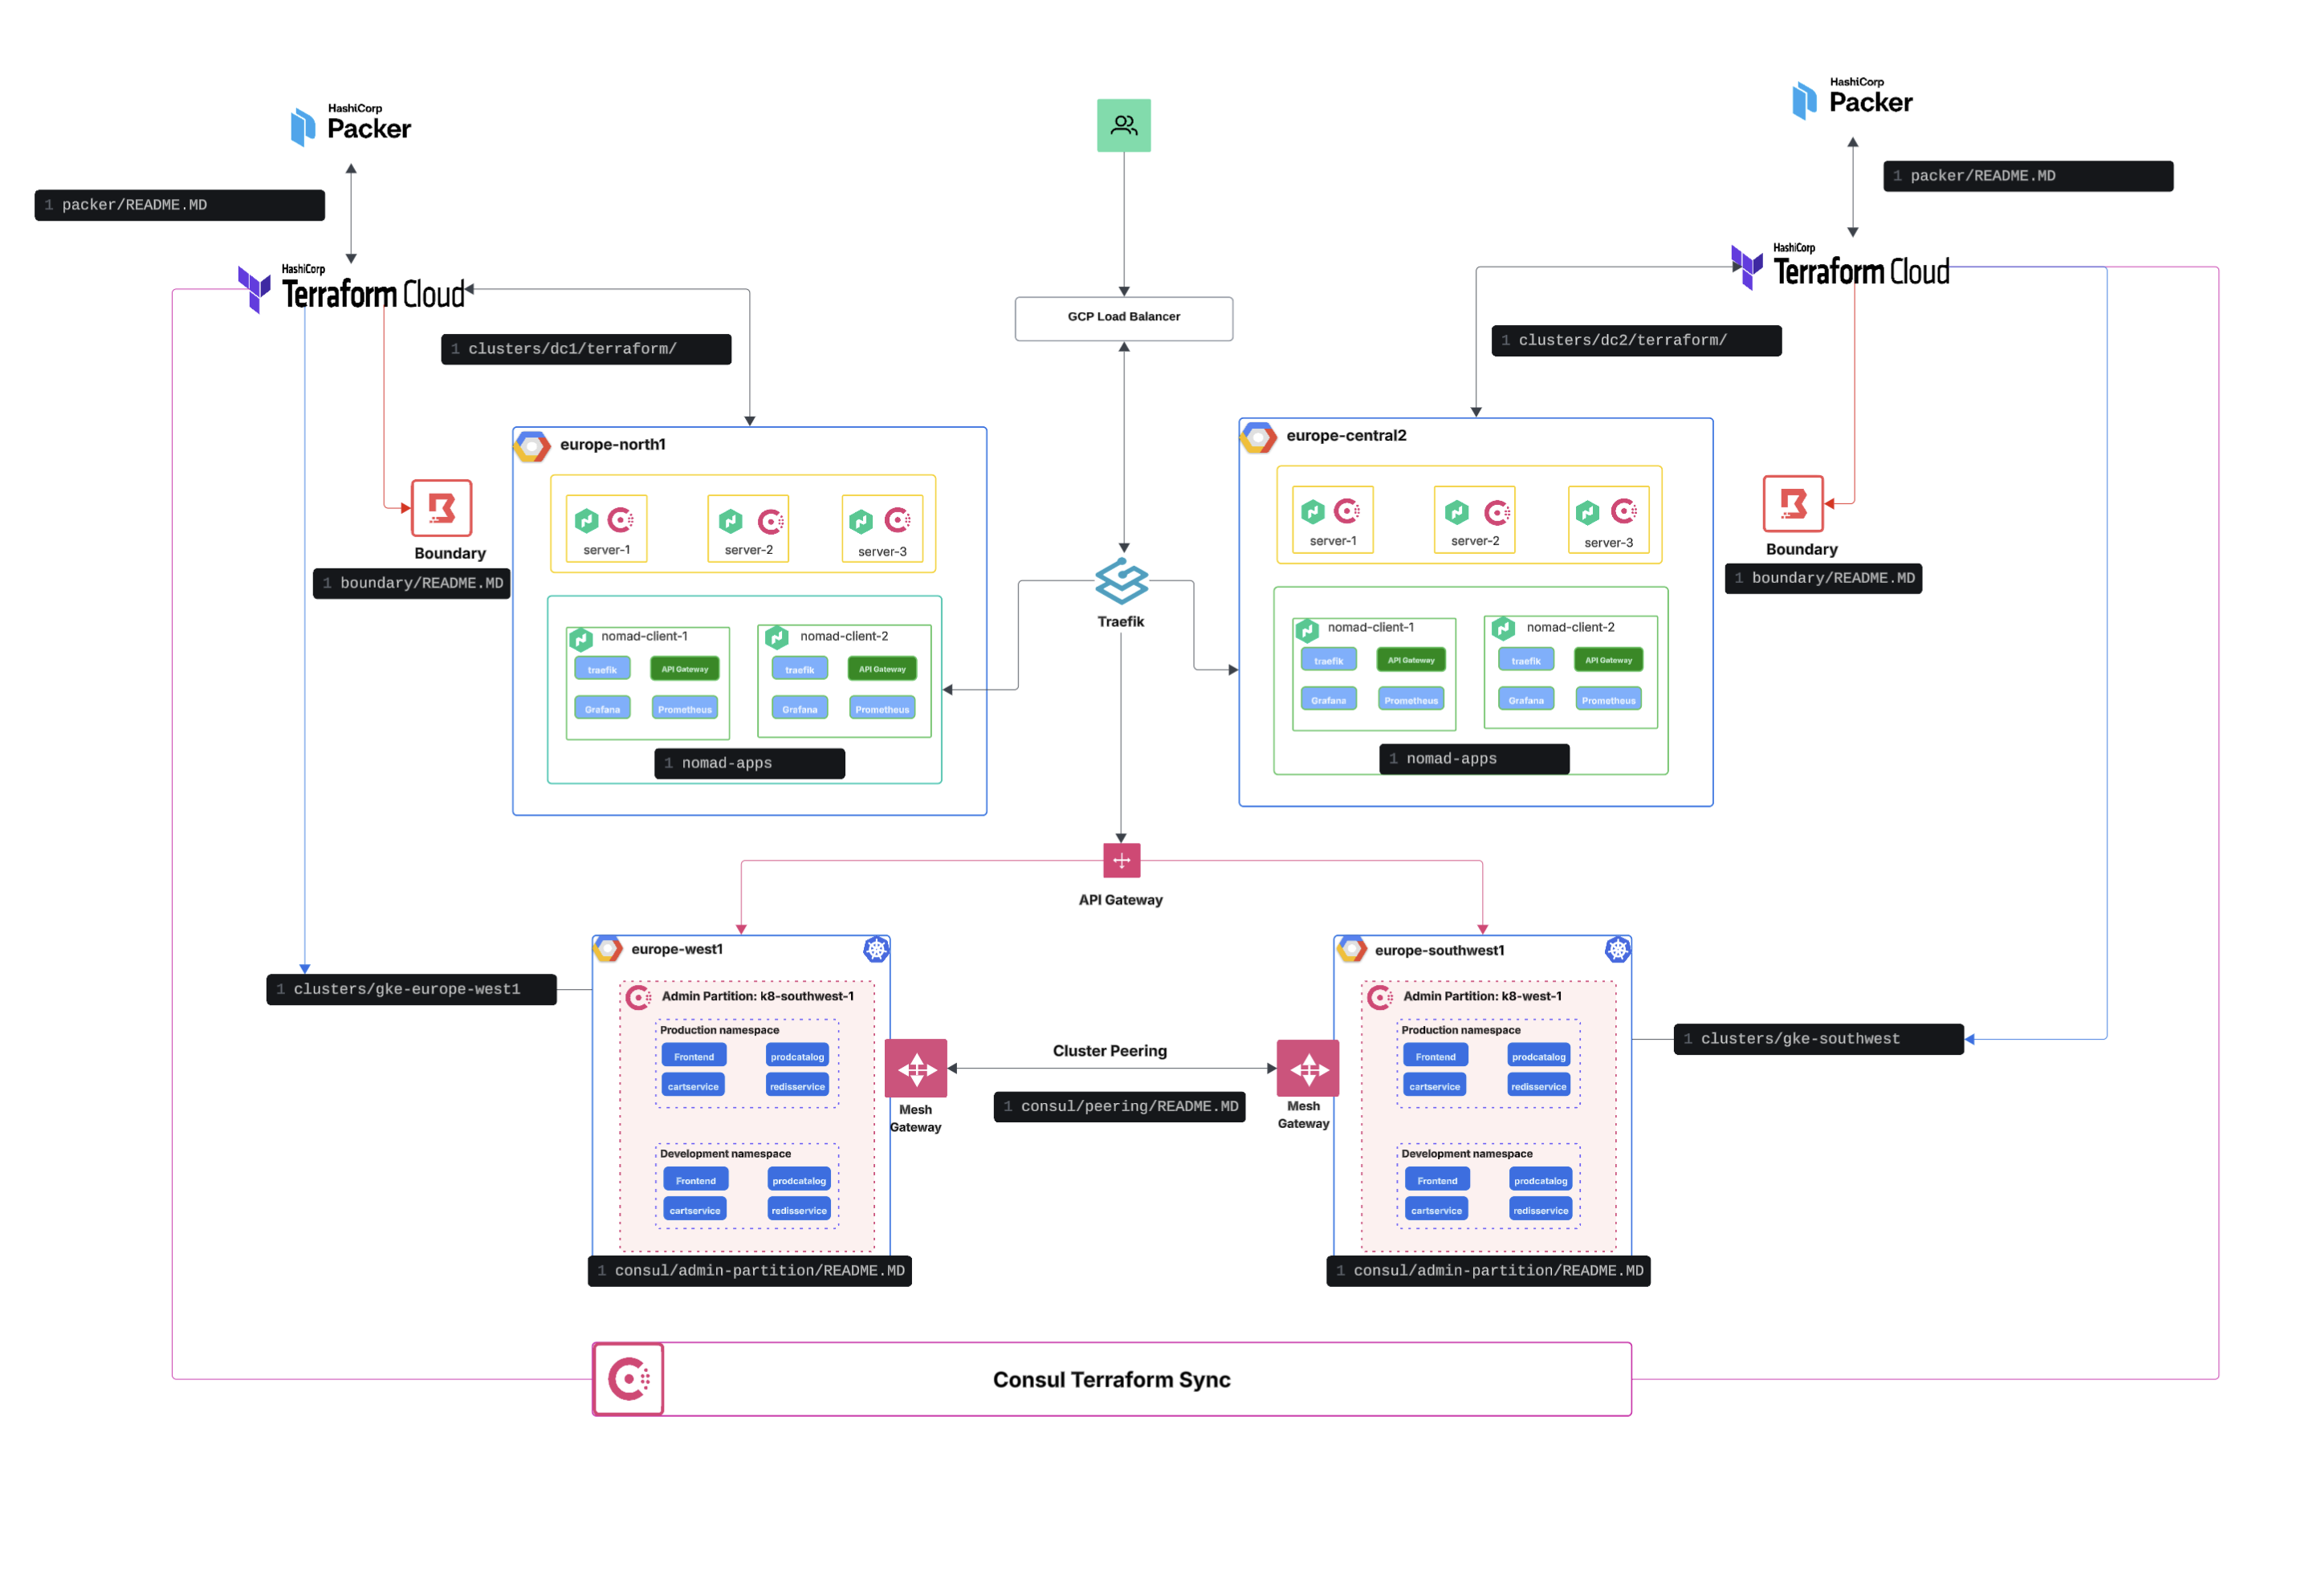 HashiCorp
Packer
1 packer/README.MD
HashiCorp
Terraform Cloud
1 clusters/dc1/terraform/
Boundary
1 boundary/README.MD
GCP Load Balancer
Traefik
HashiCorp
Packer
1 packer/README.MD
HashiCorp
Terraform Cloud
1 clusters/dc2/terraform/
Boundary
1 boundary/README.MD
europe-north1
server-1
server-2
server-3
nomad-client-1
traefik
API Gateway
Grafana
Prometheus
nomad-client-2
traefik
API Gateway
Grafana
Prometheus
1 nomad-apps
europe-central2
server-1
server-2
server-3
nomad-client-1
traefik
API Gateway
Grafana
Prometheus
nomad-client-2
traefik
API Gateway
Grafana
Prometheus
1 nomad-apps
API Gateway
1 clusters/gke-europe-west1
europe-west1
Admin Partition: k8-southwest-1
Production namespace
Frontend
prodcatalog
cartservice
redisservice
Development namespace
Frontend
prodcatalog
cartservice
redisservice
1 consul/admin-partition/README.MD
Mesh
Gateway
Cluster Peering
1 consul/peering/README.MD
Mesh
Gateway
europe-southwest1
Admin Partition: k8-west-1
Production namespace
Frontend
prodcatalog
cartservice
redisservice
Development namespace
Frontend
prodcatalog
cartservice
redisservice
1 consul/admin-partition/README.MD
1 clusters/gke-southwest
Consul Terraform Sync